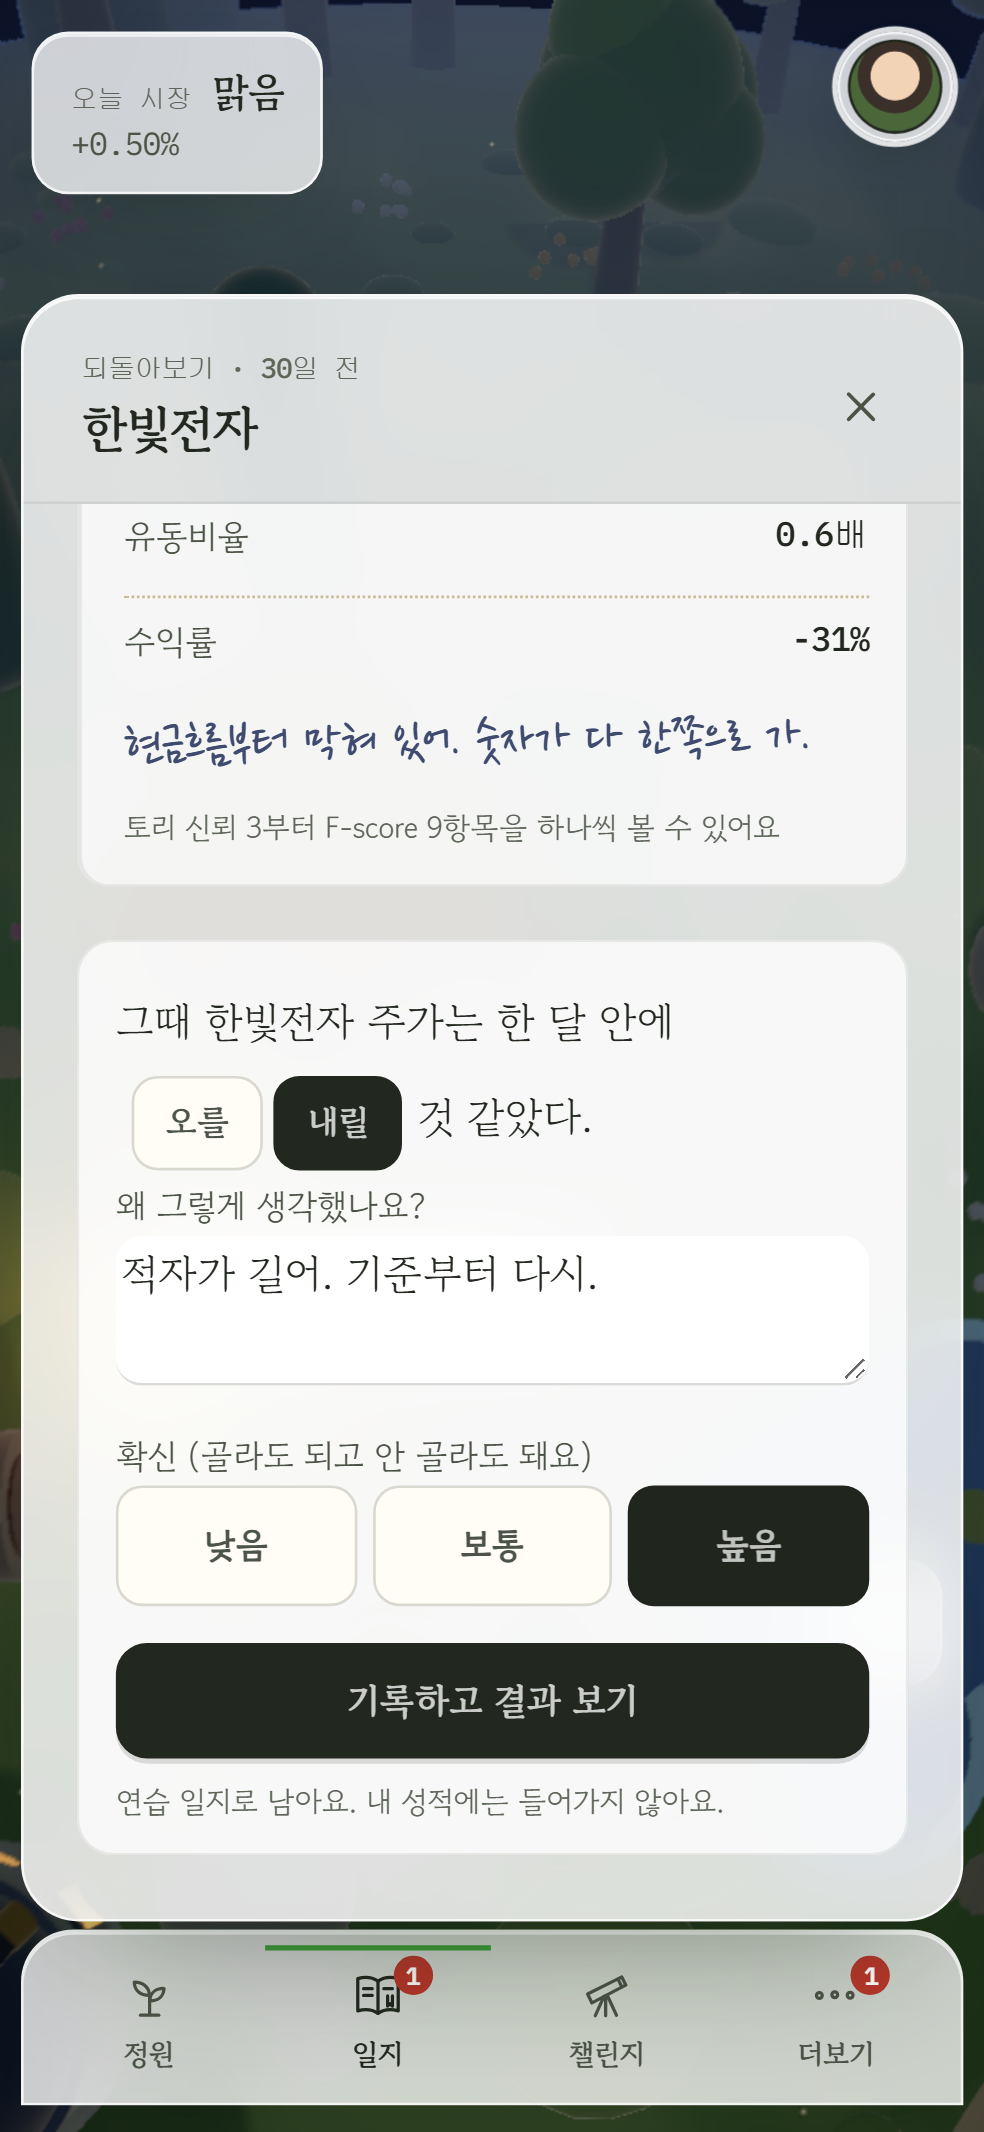 오늘 시장 맑음
+0.50%
되돌아보기 · 30일 전
한빛전자
유동비율 0.6배
수익률 -31%
현금흐름부터 막혀 있어. 숫자가 다 한쪽으로 가.
토리 신뢰 3부터 F-score 9항목을 하나씩 볼 수 있어요
그때 한빛전자 주가는 한 달 안에
오를 내릴 것 같았다.
왜 그렇게 생각했나요?
적자가 길어. 기준부터 다시.
확신 (골라도 되고 안 골라도 돼요)
낮음 보통 높음
기록하고 결과 보기
연습 일지로 남아요. 내 성적에는 들어가지 않아요.
1 1
정원 일지 챌린지 더보기